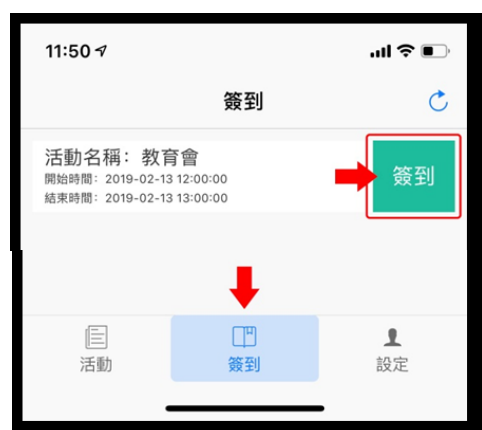 11:50
簽到
活動名稱：教育會
開始時間：2019-02-13 12:00:00
結束時間：2019-02-13 13:00:00
簽到
活動
簽到
設定